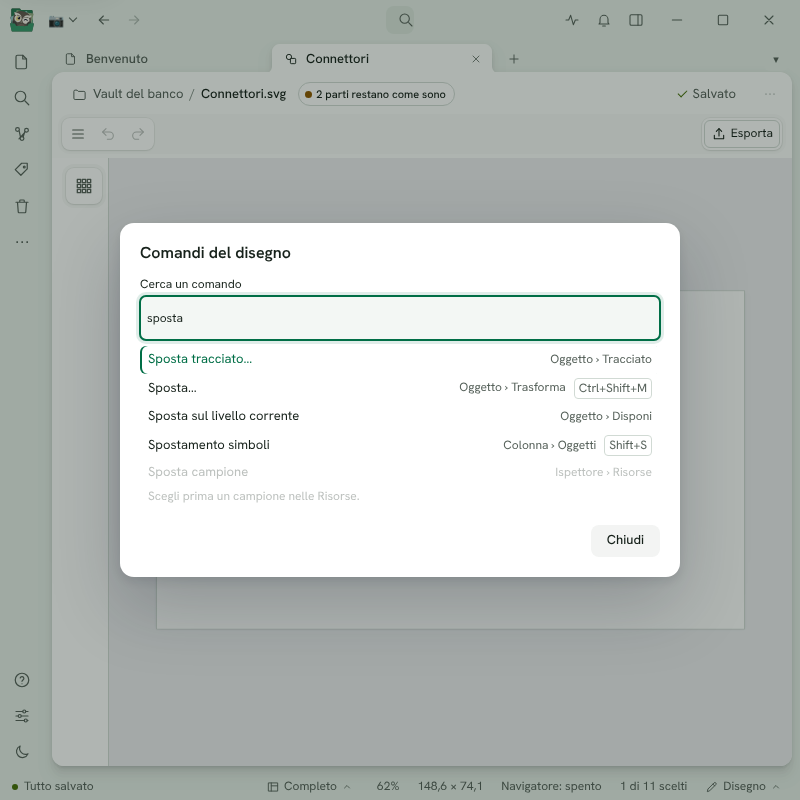 Benvenuto
Connettori
Vault del banco / Connettori.svg
2 parti restano come sono
Salvato
Esporta
Comandi del disegno
Cerca un comando
sposta
Sposta tracciato... Oggetto › Tracciato
Sposta... Oggetto › Trasforma Ctrl+Shift+M
Sposta sul livello corrente Oggetto › Disponi
Spostamento simboli Colonna › Oggetti Shift+S
Sposta campione Ispettore › Risorse
Scegli prima un campione nelle Risorse.
Chiudi
Tutto salvato Completo 62% 148,6 × 74,1 Navigatore: spento 1 di 11 scelti Disegno